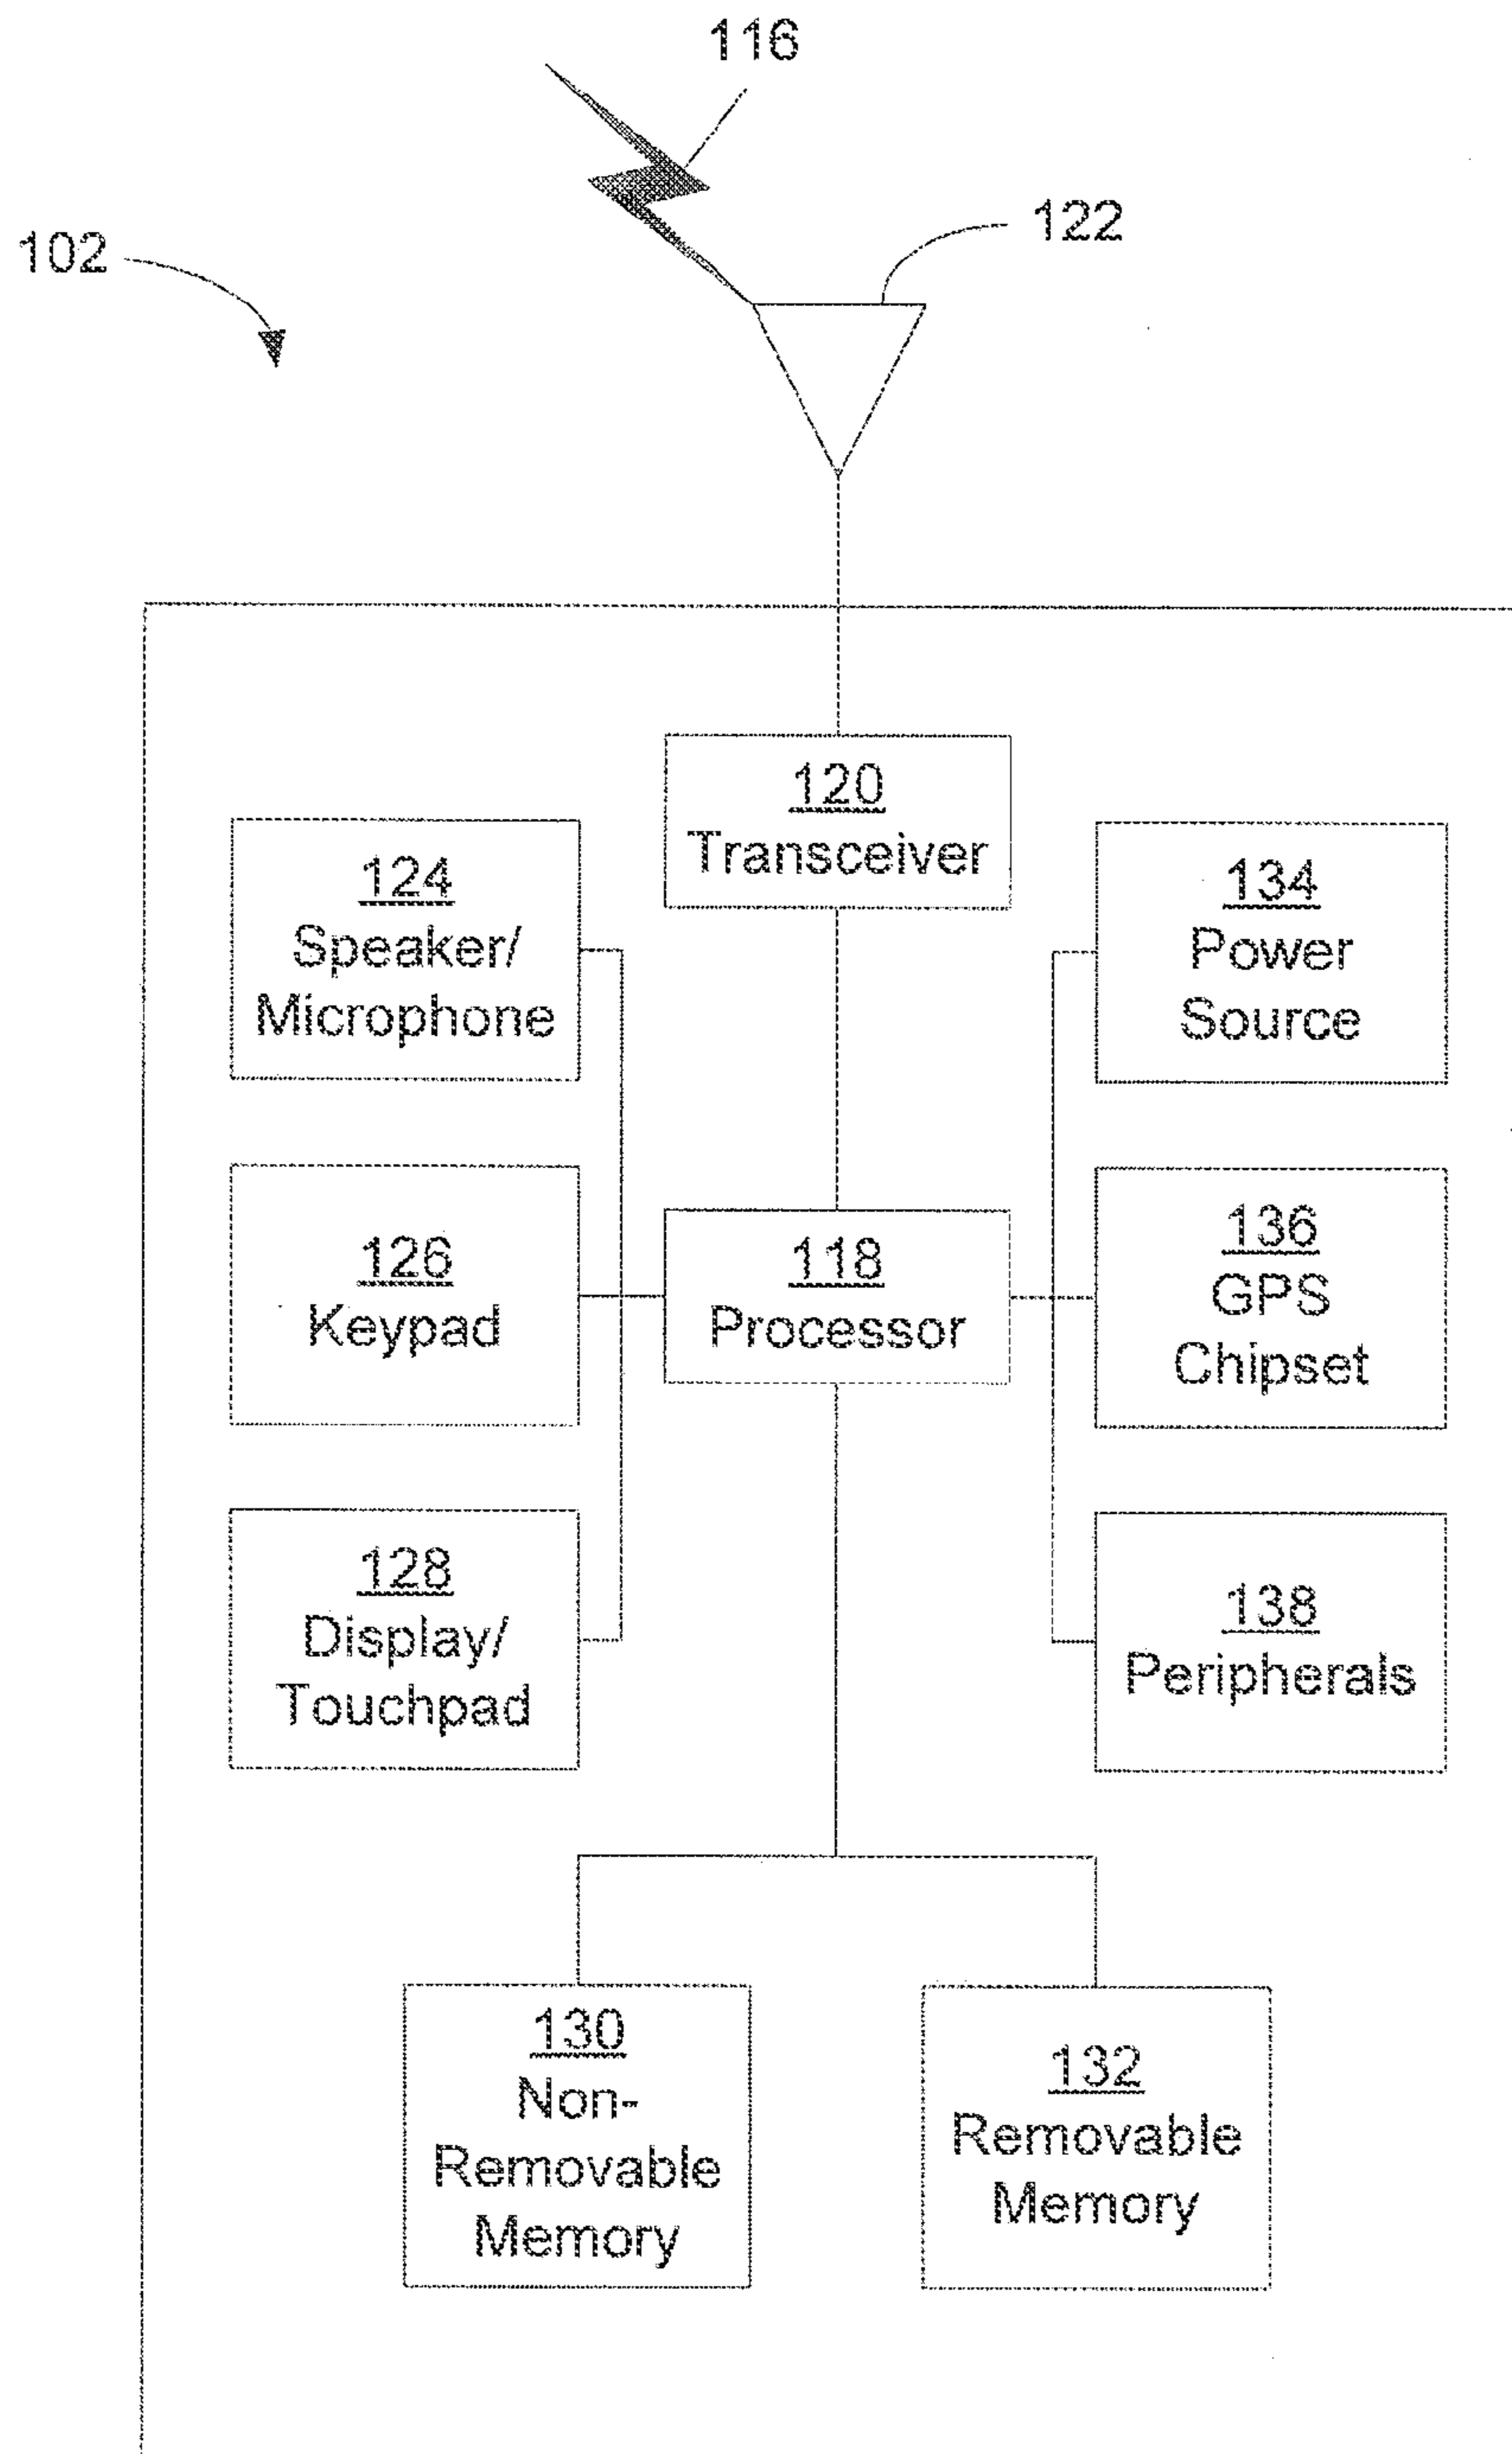 116
122
102
120
Transceiver
124
Speaker/
Microphone
134
Power
Source
126
Keypad
118
Processor
136
GPS
Chipset
128
Display/
Touchpad
138
Peripherals
130
Non-
Removable
Memory
132
Removable
Memory